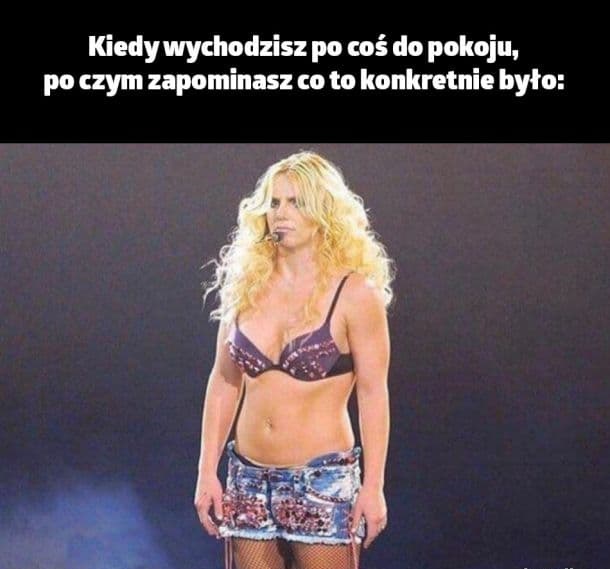 Kiedy wychodzisz po coś do pokoju,
po czym zapominasz co to konkretnie było: